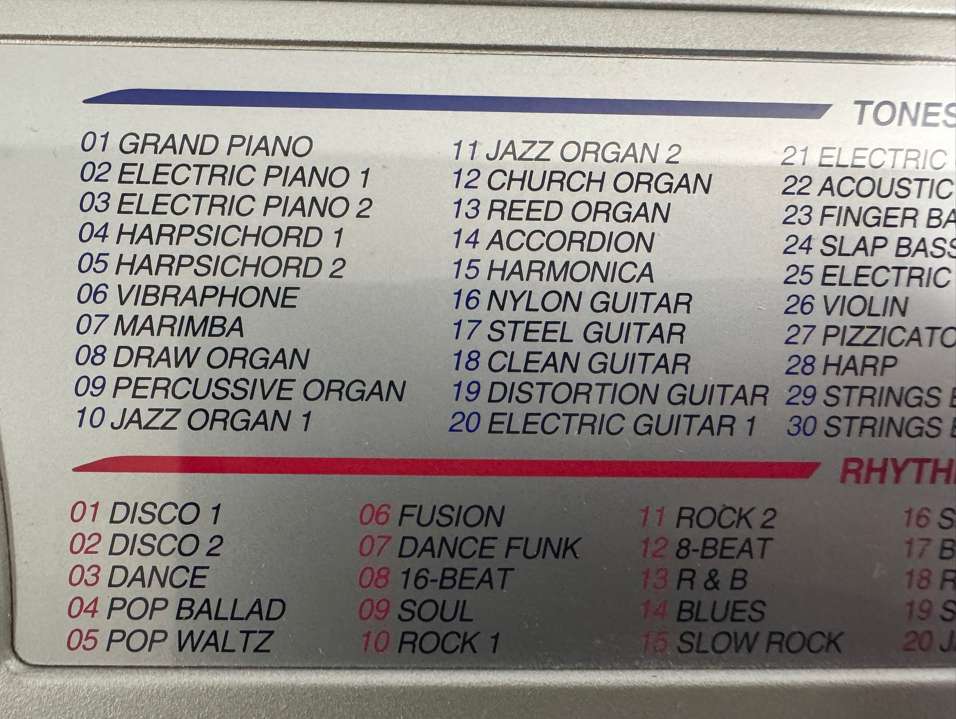 TONES
01 GRAND PIANO
02 ELECTRIC PIANO 1
03 ELECTRIC PIANO 2
04 HARPSICHORD 1
05 HARPSICHORD 2
06 VIBRAPHONE
07 MARIMBA
08 DRAW ORGAN
09 PERCUSSIVE ORGAN
10 JAZZ ORGAN 1
11 JAZZ ORGAN 2
12 CHURCH ORGAN
13 REED ORGAN
14 ACCORDION
15 HARMONICA
16 NYLON GUITAR
17 STEEL GUITAR
18 CLEAN GUITAR
19 DISTORTION GUITAR
20 ELECTRIC GUITAR 1
21 ELECTRIC
22 ACOUSTIC
23 FINGER BA
24 SLAP BASS
25 ELECTRIC
26 VIOLIN
27 PIZZICATO
28 HARP
29 STRINGS
30 STRINGS
RHYTH
01 DISCO 1
02 DISCO 2
03 DANCE
04 POP BALLAD
05 POP WALTZ
06 FUSION
07 DANCE FUNK
08 16-BEAT
09 SOUL
10 ROCK 1
11 ROCK 2
12 8-BEAT
13 R & B
14 BLUES
15 SLOW ROCK
16 S
17 B
18 R
19 S
20 J